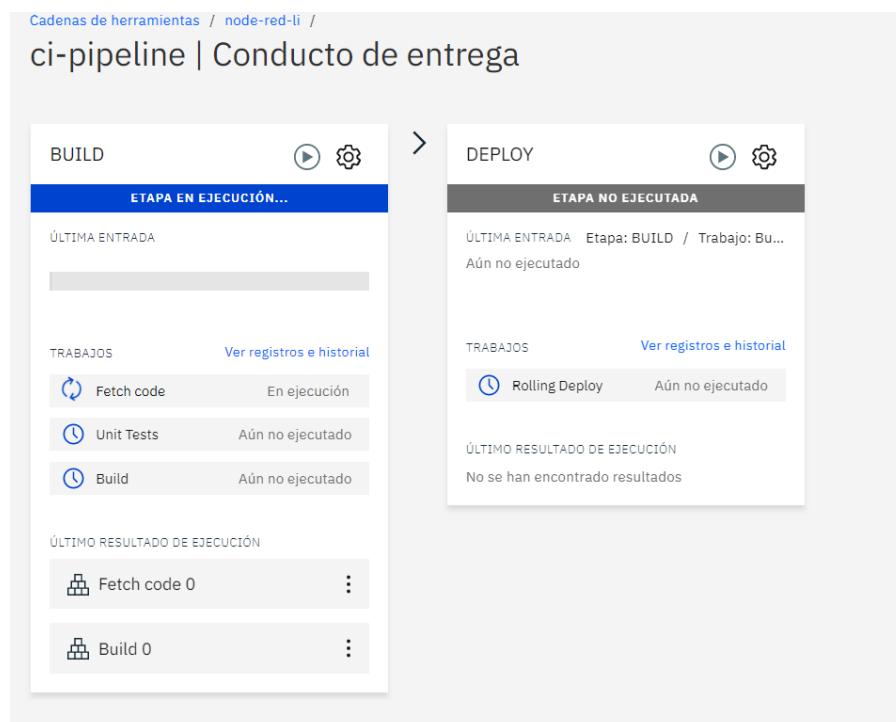 Cadenas de herramientas / node-red-li /
ci-pipeline | Conducto de entrega
BUILD
ETAPA EN EJECUCIÓN...
ÚLTIMA ENTRADA
TRABAJOS Ver registros e historial
Fetch code En ejecución
Unit Tests Aún no ejecutado
Build Aún no ejecutado
ÚLTIMO RESULTADO DE EJECUCIÓN
Fetch code 0
Build 0
DEPLOY
ETAPA NO EJECUTADA
ÚLTIMA ENTRADA Etapa: BUILD / Trabajo: Bu...
Aún no ejecutado
TRABAJOS Ver registros e historial
Rolling Deploy Aún no ejecutado
ÚLTIMO RESULTADO DE EJECUCIÓN
No se han encontrado resultados